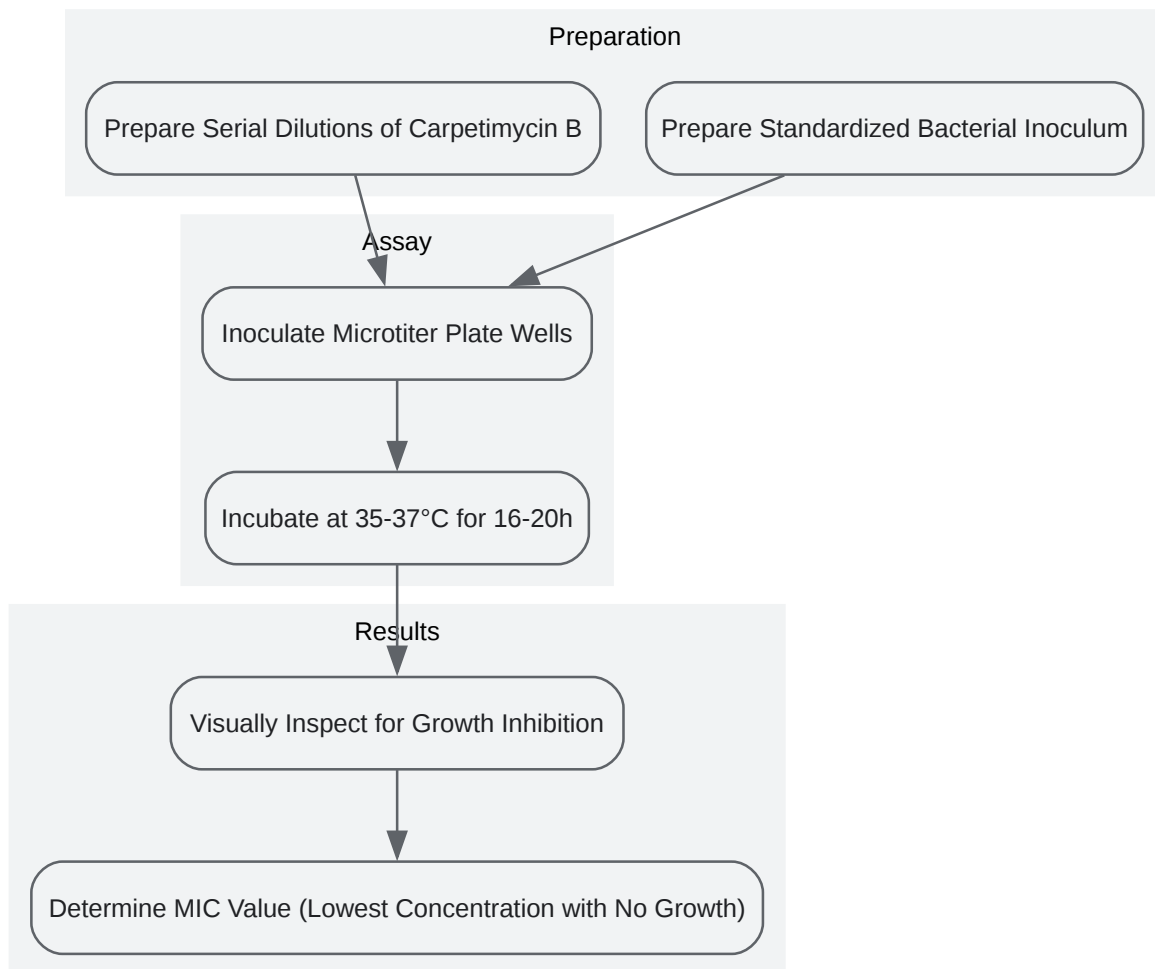 Preparation
Prepare Serial Dilutions of Carpetimycin B
Prepare Standardized Bacterial Inoculum
Assay
Inoculate Microtiter Plate Wells
Incubate at 35-37°C for 16-20h
Results
Visually Inspect for Growth Inhibition
Determine MIC Value (Lowest Concentration with No Growth)